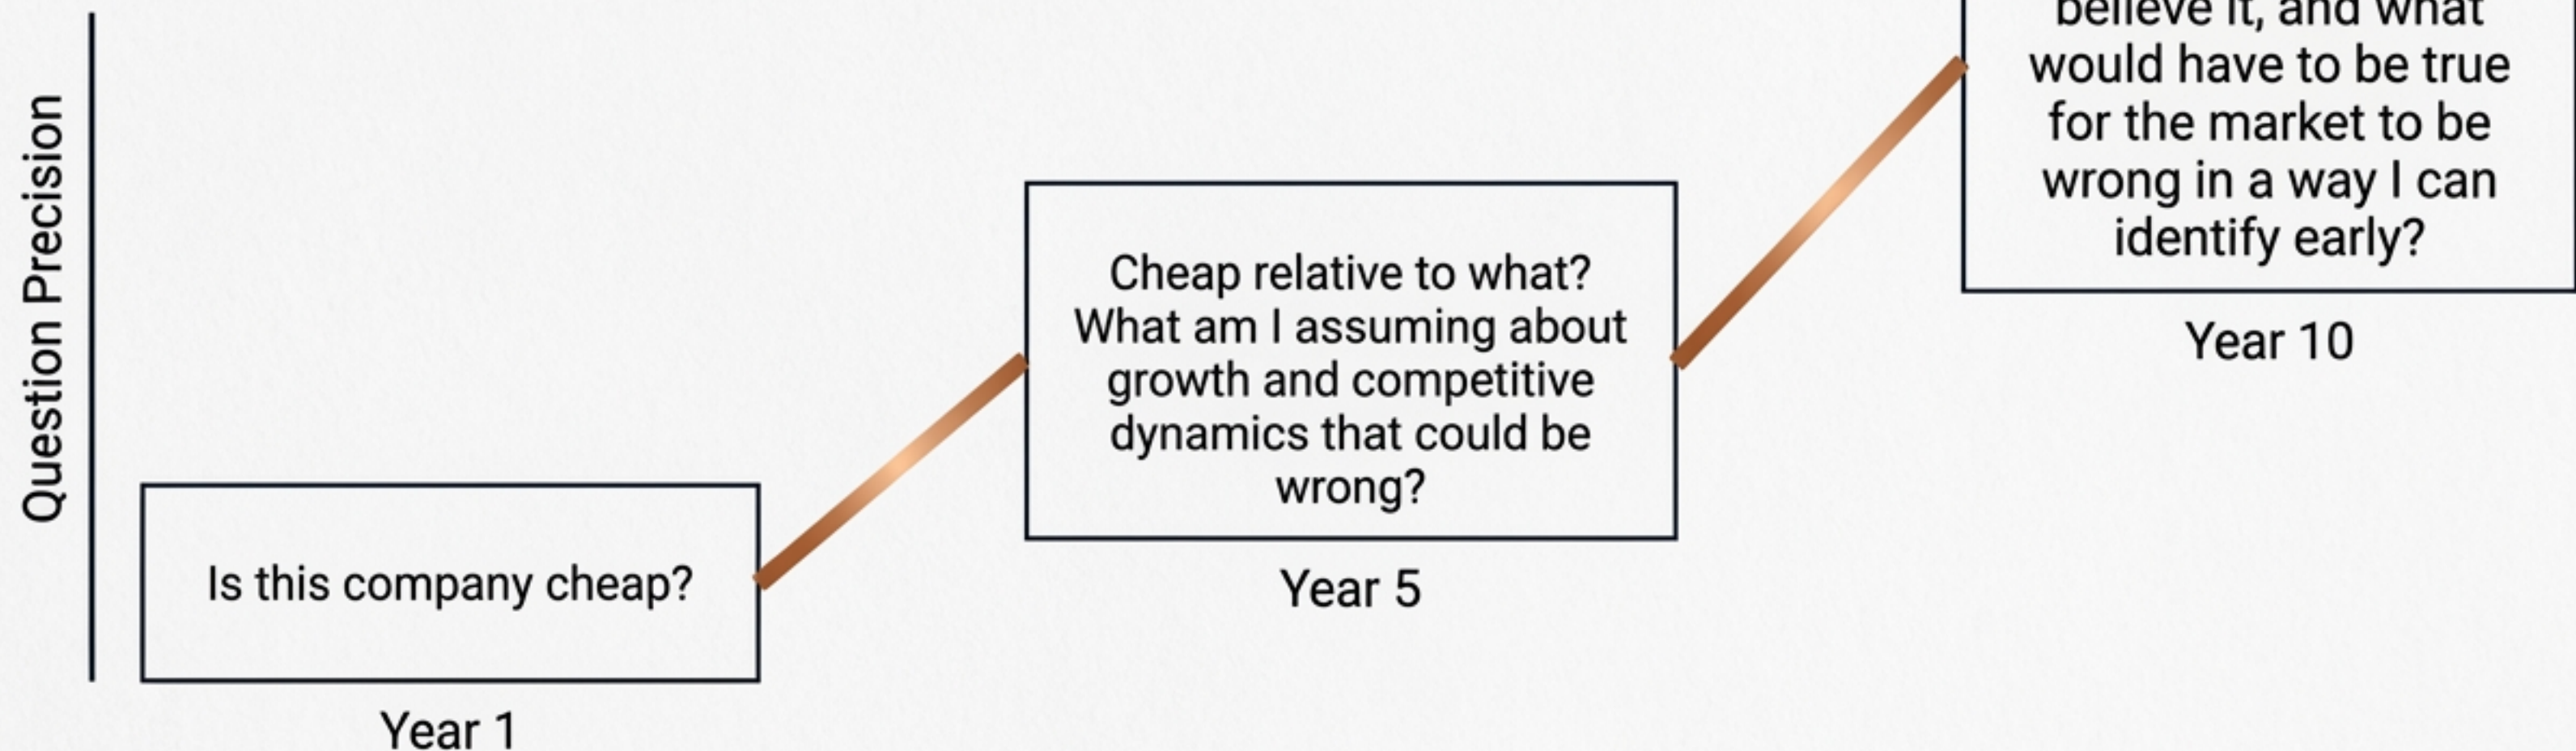 Question Precision
Is this company cheap?
Year 1
Cheap relative to what?
What am I assuming about
growth and competitive
dynamics that could be
wrong?
Year 5
believe it, and what
would have to be true
for the market to be
wrong in a way I can
identify early?
Year 10